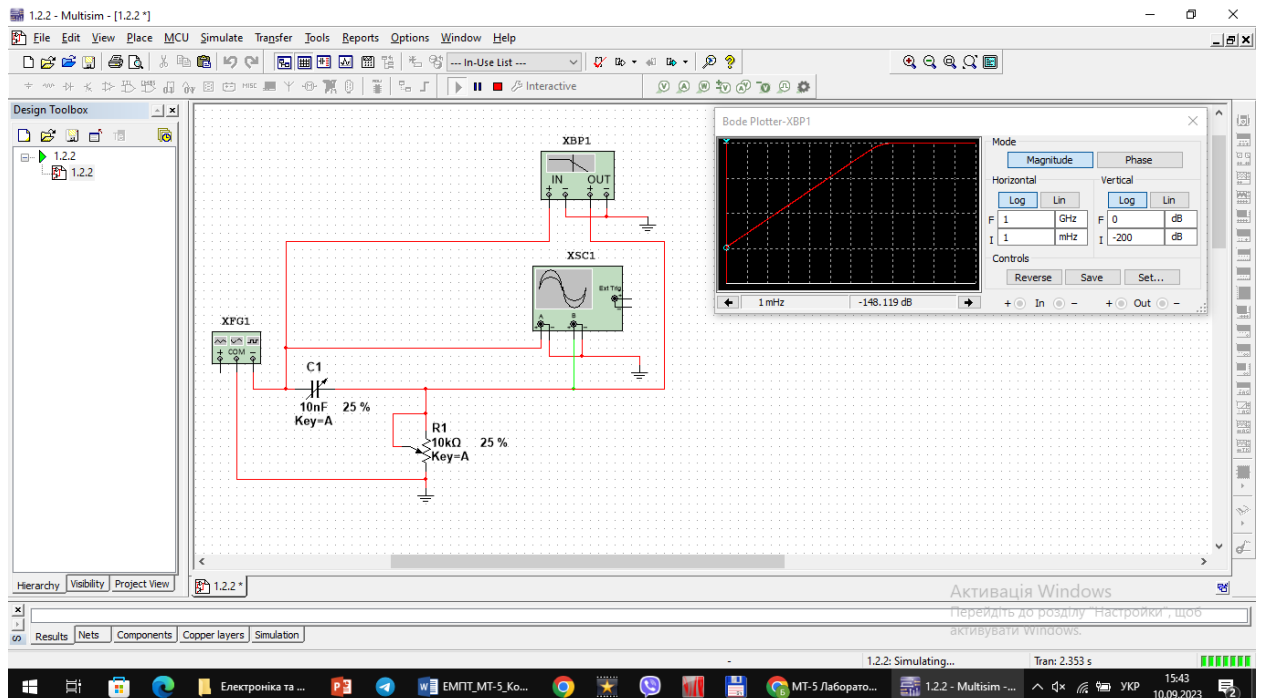 1.2.2 - Multisim - [1.2.2 *]
File Edit View Place MCU Simulate Transfer Tools Reports Options Window Help
--- In-Use List ---
Interactive
Design Toolbox
1.2.2
1.2.2
XBP1
IN OUT
XSC1
Ext Trig
A B
XFG1
COM
C1
10nF 25 %
Key=A
R1
10kΩ 25 %
Key=A
Bode Plotter-XBP1
Mode
Magnitude Phase
Horizontal Vertical
Log Lin Log Lin
F 1 GHz F 0 dB
I 1 mHz I -200 dB
Controls
Reverse Save Set...
1 mHz -148.119 dB + In - + Out -
Hierarchy Visibility Project View
1.2.2 *
Активація Windows
Перейдіть до розділу "Настройки", щоб
активувати Windows.
Results Nets Components Copper layers Simulation
- 1.2.2: Simulating... Tran: 2.353 s
Електроніка та ... ЕМПТ_МТ-5_Ко... МТ-5 Лаборато... 1.2.2 - Multisim -... УКР 15:43
10.09.2023